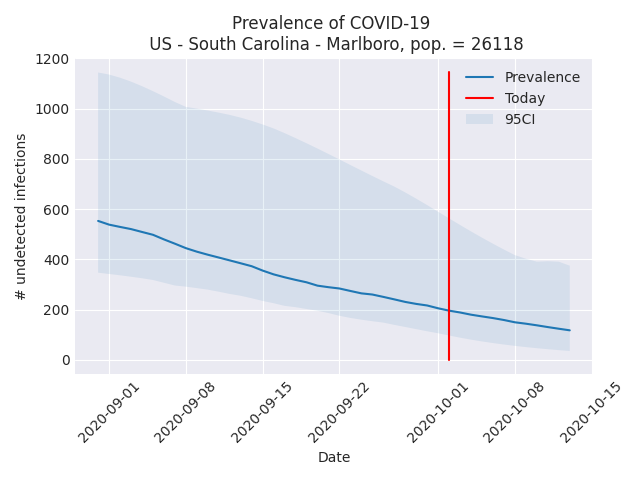 Prevalence of COVID-19
US - South Carolina - Marlboro, pop. = 26118
1200
1000
800
600
400
200
0
# undetected infections
Prevalence
Today
95CI
2020-09-01
2020-09-08
2020-09-15
2020-09-22
2020-10-01
2020-10-08
2020-10-15
Date